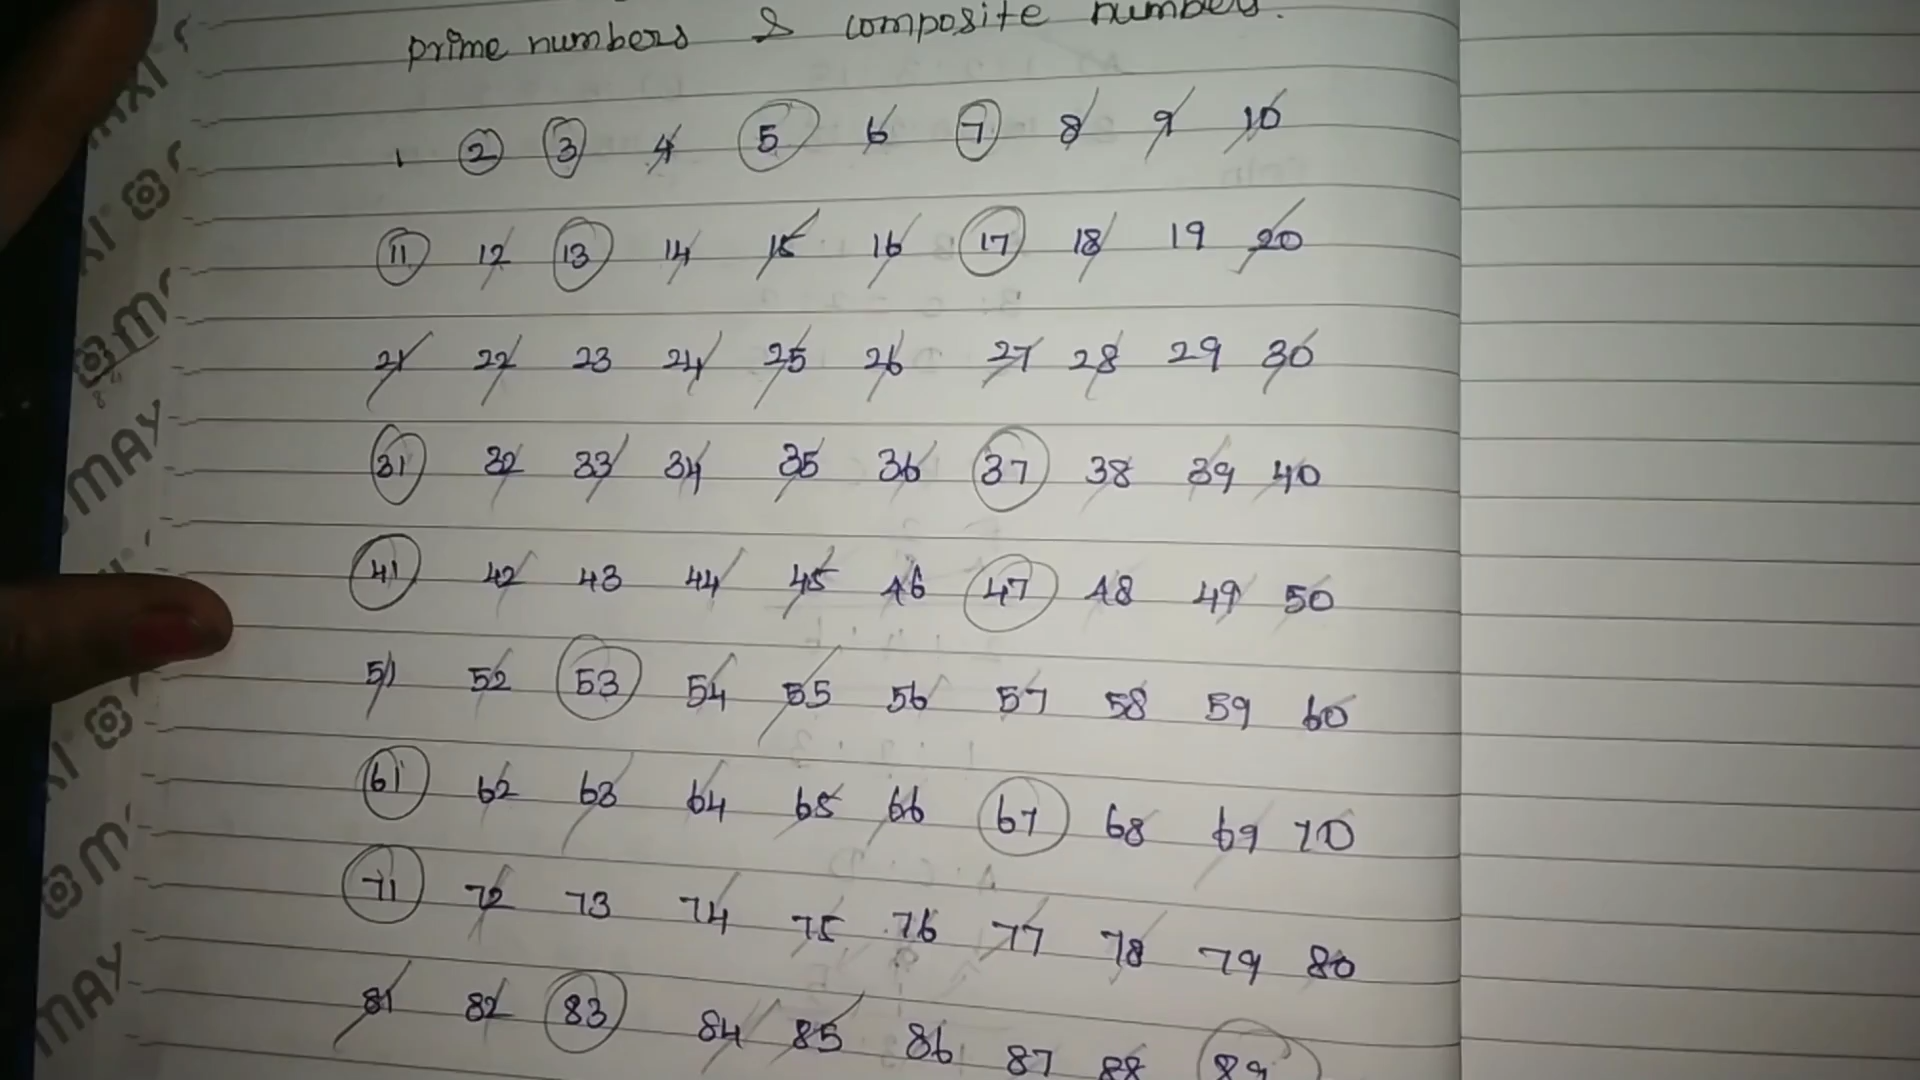 prime numbers & composite numbers.
1 2 3 4 5 6 7 8 9 10
11 12 13 14 15 16 17 18 19 20
21 22 23 24 25 26 27 28 29 30
31 32 33 34 35 36 37 38 39 40
41 42 43 44 45 46 47 48 49 50
51 52 53 54 55 56 57 58 59 60
61 62 63 64 65 66 67 68 69 70
71 72 73 74 75 76 77 78 79 80
81 82 83 84 85 86 87 88 89
MAXI
MAY
MAY